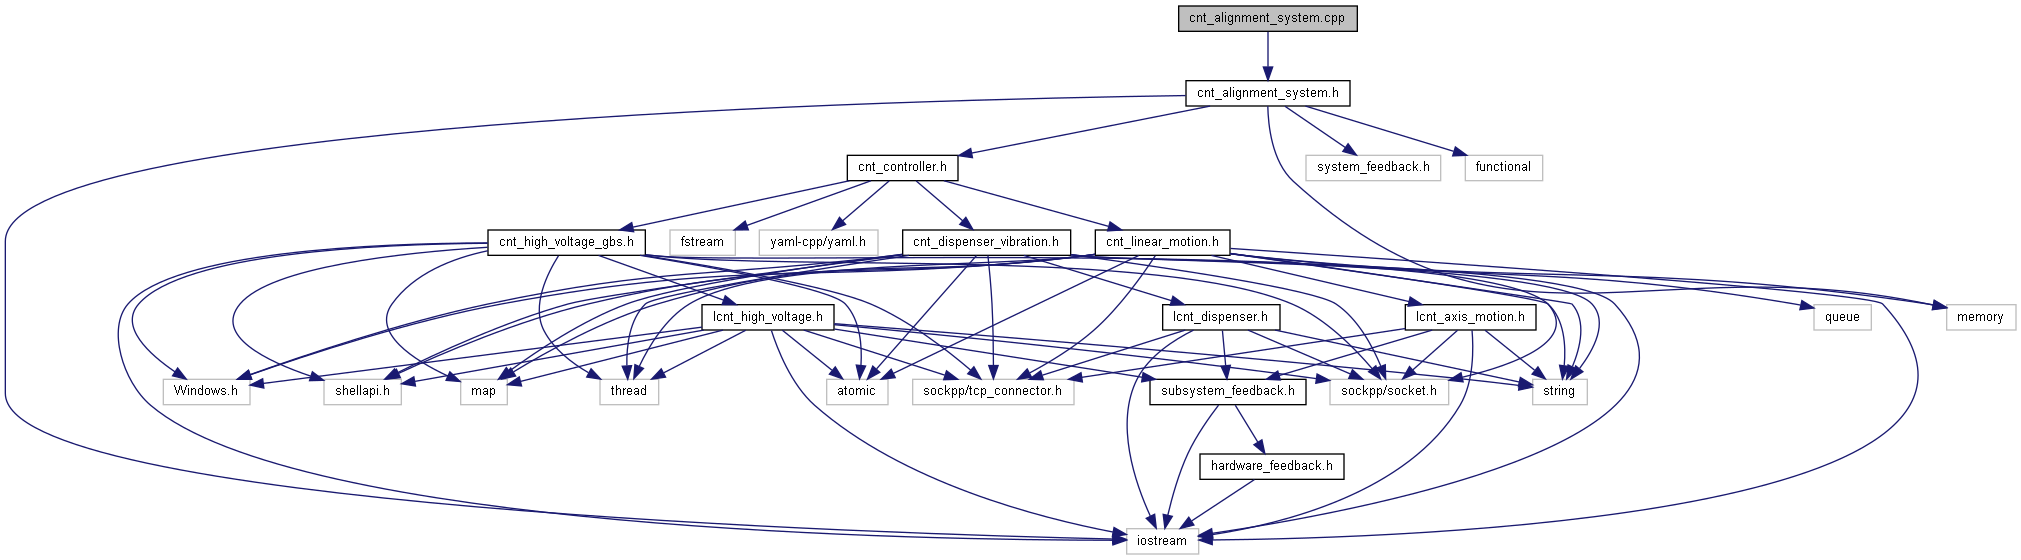 cnt_alignment_system.cpp
cnt_alignment_system.h
cnt_controller.h
system_feedback.h
functional
cnt_high_voltage_gbs.h
fstream
yaml-cpp/yaml.h
cnt_dispenser_vibration.h
cnt_linear_motion.h
lcnt_high_voltage.h
lcnt_dispenser.h
lcnt_axis_motion.h
queue
memory
Windows.h
shellapi.h
map
thread
atomic
sockpp/tcp_connector.h
subsystem_feedback.h
sockpp/socket.h
string
hardware_feedback.h
iostream